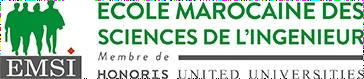 EMSI
ECOLE MAROCAINE DES
SCIENCES DE L'INGENIEUR
Membre de
HONORIS UNITED UNIVERSITIES